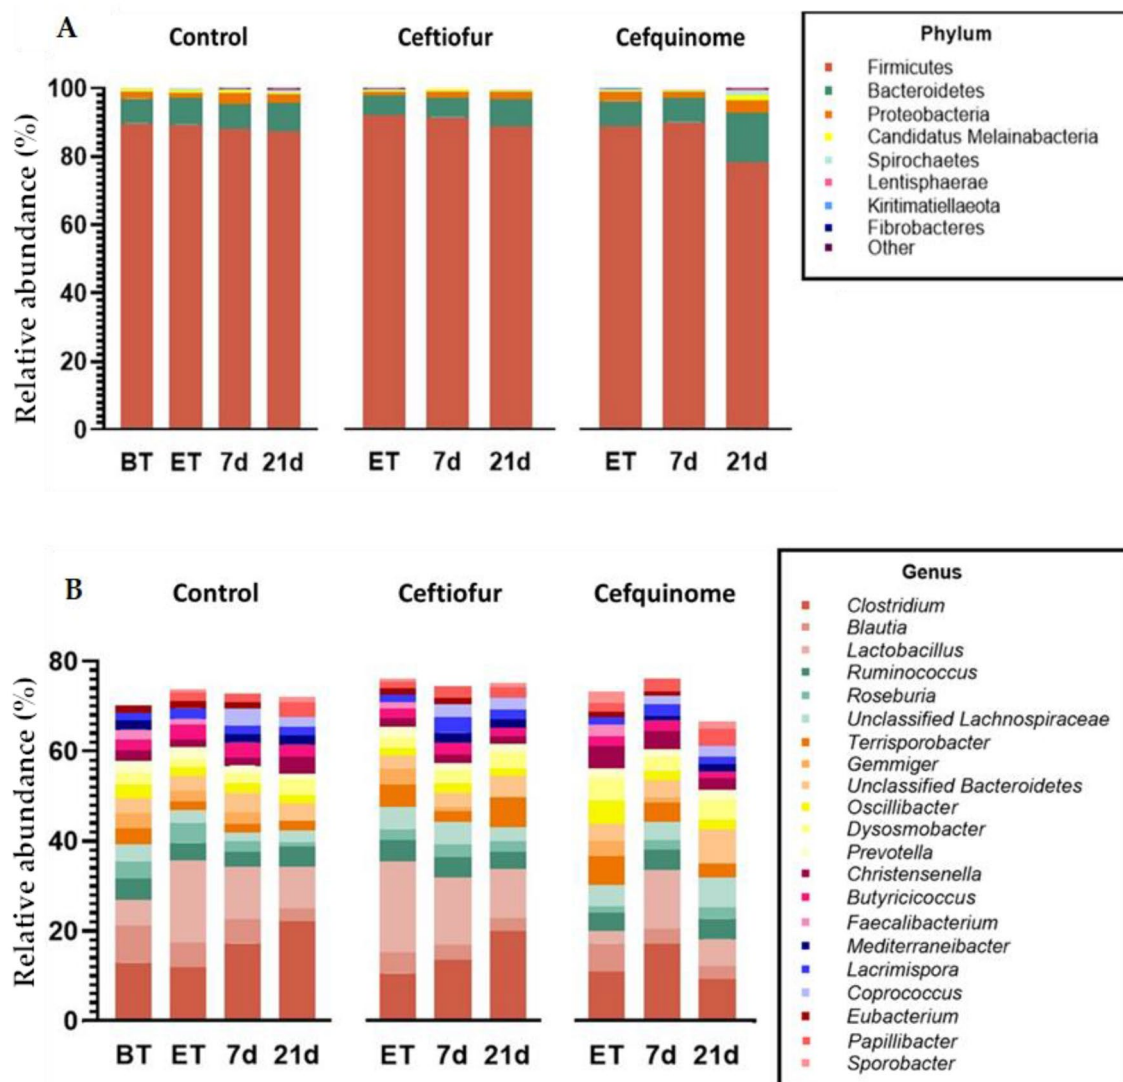 A
Control
Ceftiofur
Cefquinome
Relative abundance (%)
100
80
60
40
20
0
BT ET 7d 21d
ET 7d 21d
ET 7d 21d
Phylum
Firmicutes
Bacteroidetes
Proteobacteria
Candidatus Melainabacteria
Spirochaetes
Lentisphaerae
Kiritimatiellaeota
Fibrobacteres
Other
B
Control
Ceftiofur
Cefquinome
Relative abundance (%)
80
60
40
20
0
BT ET 7d 21d
ET 7d 21d
ET 7d 21d
Genus
Clostridium
Blautia
Lactobacillus
Ruminococcus
Roseburia
Unclassified Lachnospiraceae
Terrisporobacter
Gemmiger
Unclassified Bacteroidetes
Oscillibacter
Dysosmobacter
Prevotella
Christensenella
Butyricicoccus
Faecalibacterium
Mediterraneibacter
Lacrimispora
Coprococcus
Eubacterium
Papillibacter
Sporobacter